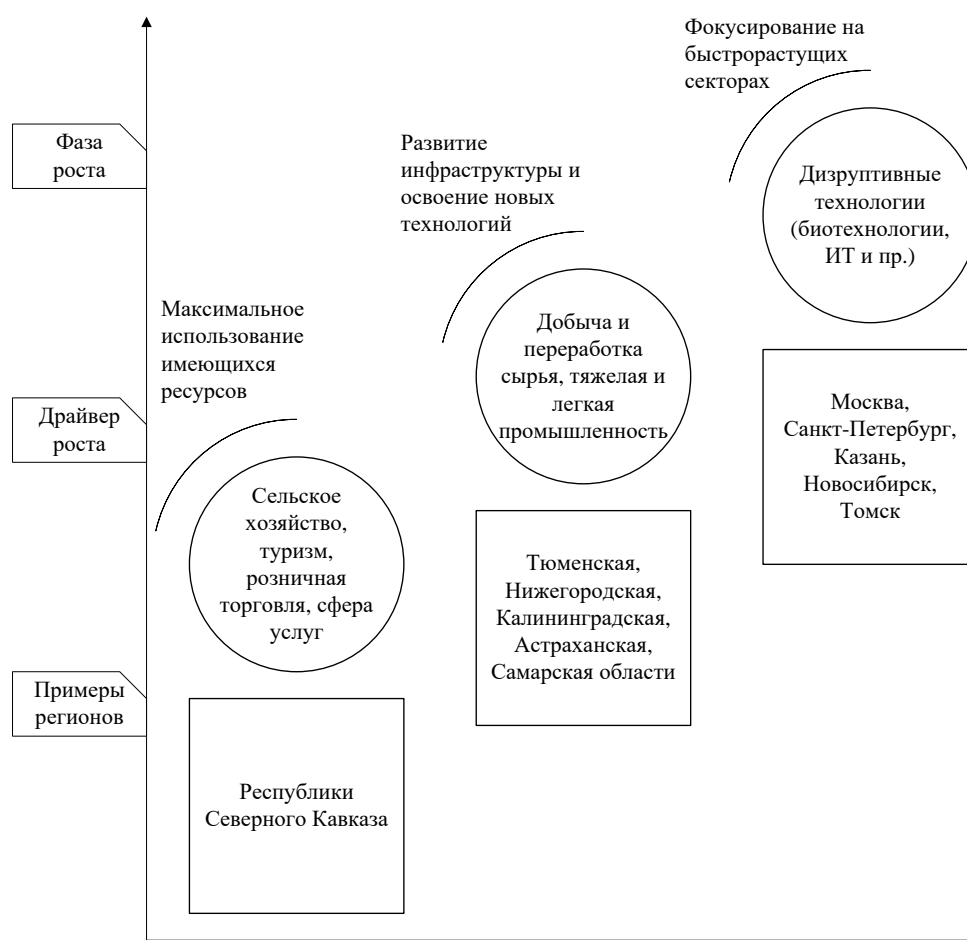 Фокусирование на
быстрорастущих
секторах
Фаза
роста
Развитие
инфраструктуры и
освоение новых
технологий
Дизруптивные
технологии
(биотехнологии,
ИТ и пр.)
Максимальное
использование
имеющихся
ресурсов
Добыча и
переработка
сырья, тяжелая и
легкая
промышленность
Драйвер
роста
Москва,
Санкт-Петербург,
Казань,
Новосибирск,
Томск
Сельское
хозяйство,
туризм,
розничная
торговля, сфера
услуг
Тюменская,
Нижегородская,
Калининградская,
Астраханская,
Самарская области
Примеры
регионов
Республики
Северного Кавказа